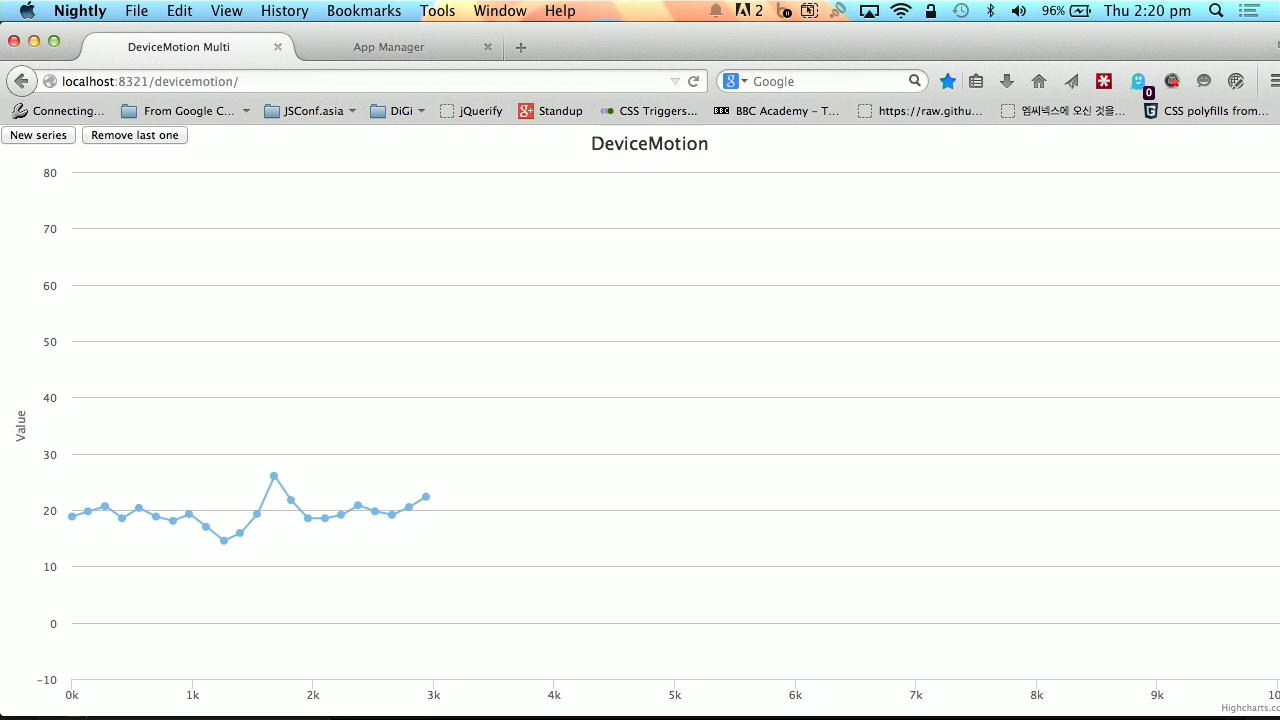 Nightly File Edit View History Bookmarks Tools Window Help 2 96% Thu 2:20 pm
DeviceMotion Multi App Manager
localhost:8321/devicemotion/ Google
0
Connecting... From Google C... JSConf.asia DiGi jQuerify Standup CSS Triggers... BBC Academy – T... https://raw.githu... 엠씨넥스에 오신 것을... CSS polyfills from...
New series Remove last one
DeviceMotion
80
70
60
50
40
Value
30
20
10
0
-10
0k 1k 2k 3k 4k 5k 6k 7k 8k 9k 10
Highcharts.co